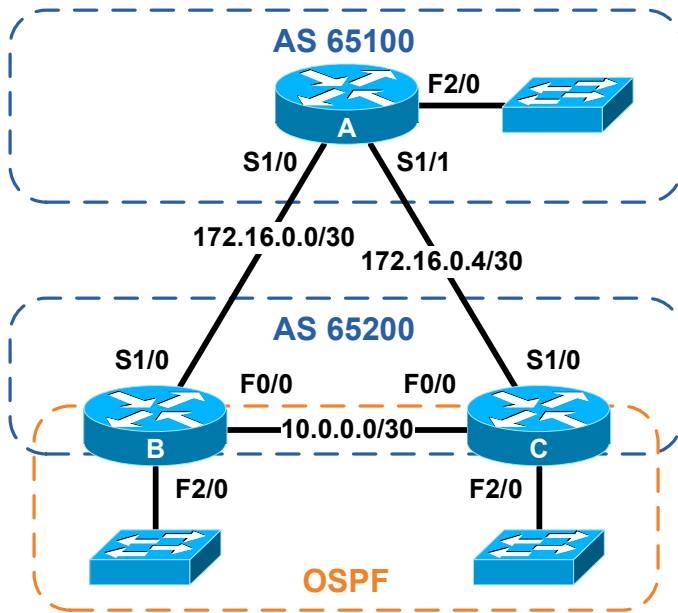 AS 65100
F2/0
A
S1/0
S1/1
172.16.0.0/30
172.16.0.4/30
AS 65200
S1/0
S1/0
F0/0
F0/0
10.0.0.0/30
B
C
F2/0
F2/0
OSPF